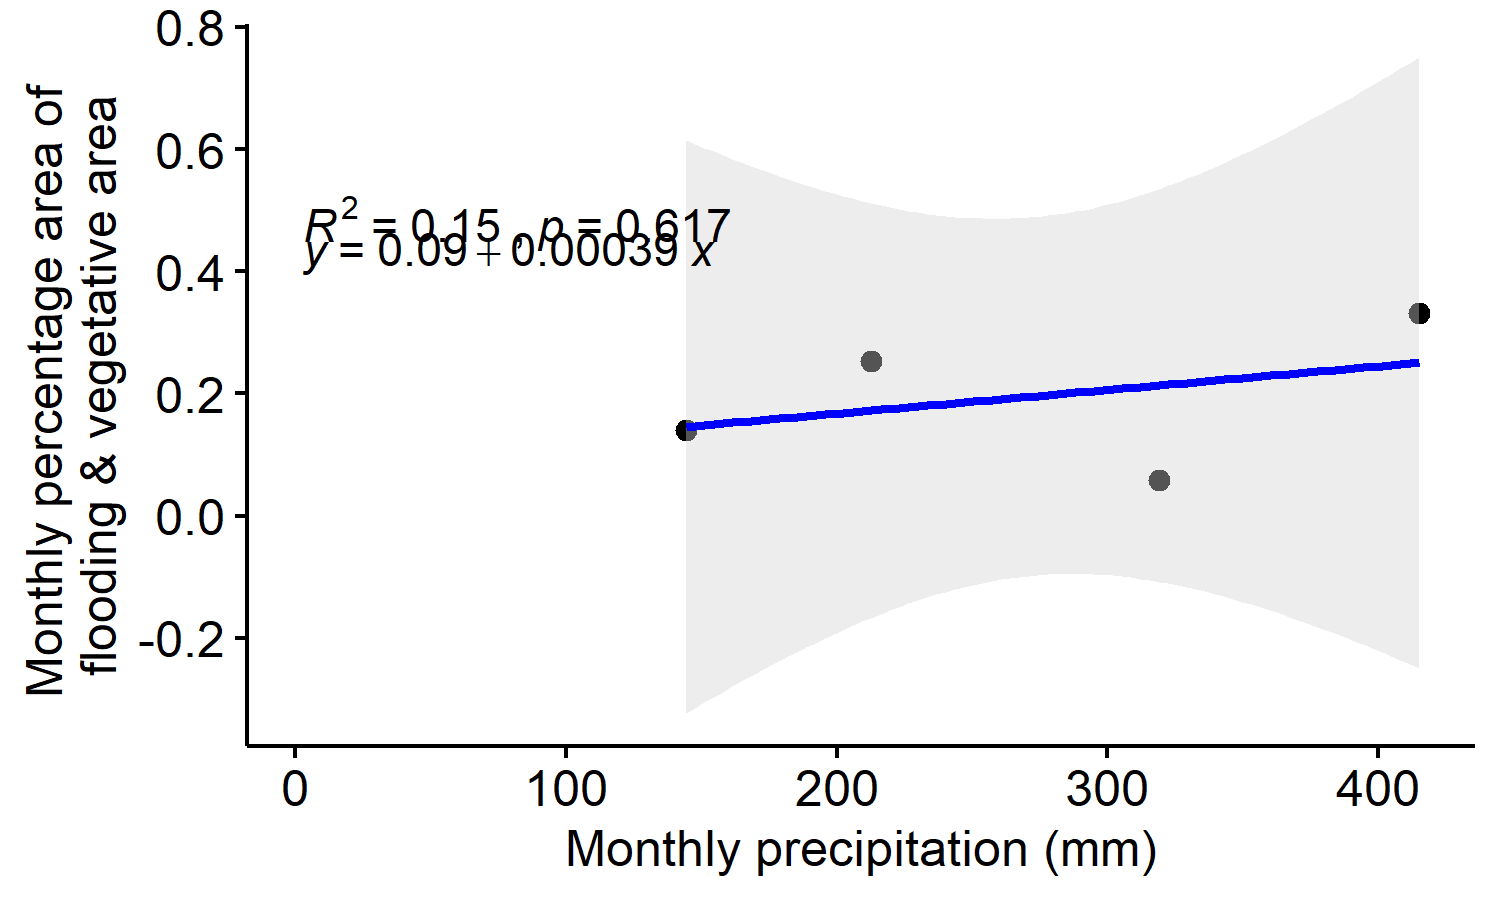 Monthly percentage area of
flooding & vegetative area
0.8
0.6
0.4
0.2
0.0
-0.2
R² = 0.15 , p = 0.617
y = 0.09 + 0.00039 x
0 100 200 300 400
Monthly precipitation (mm)